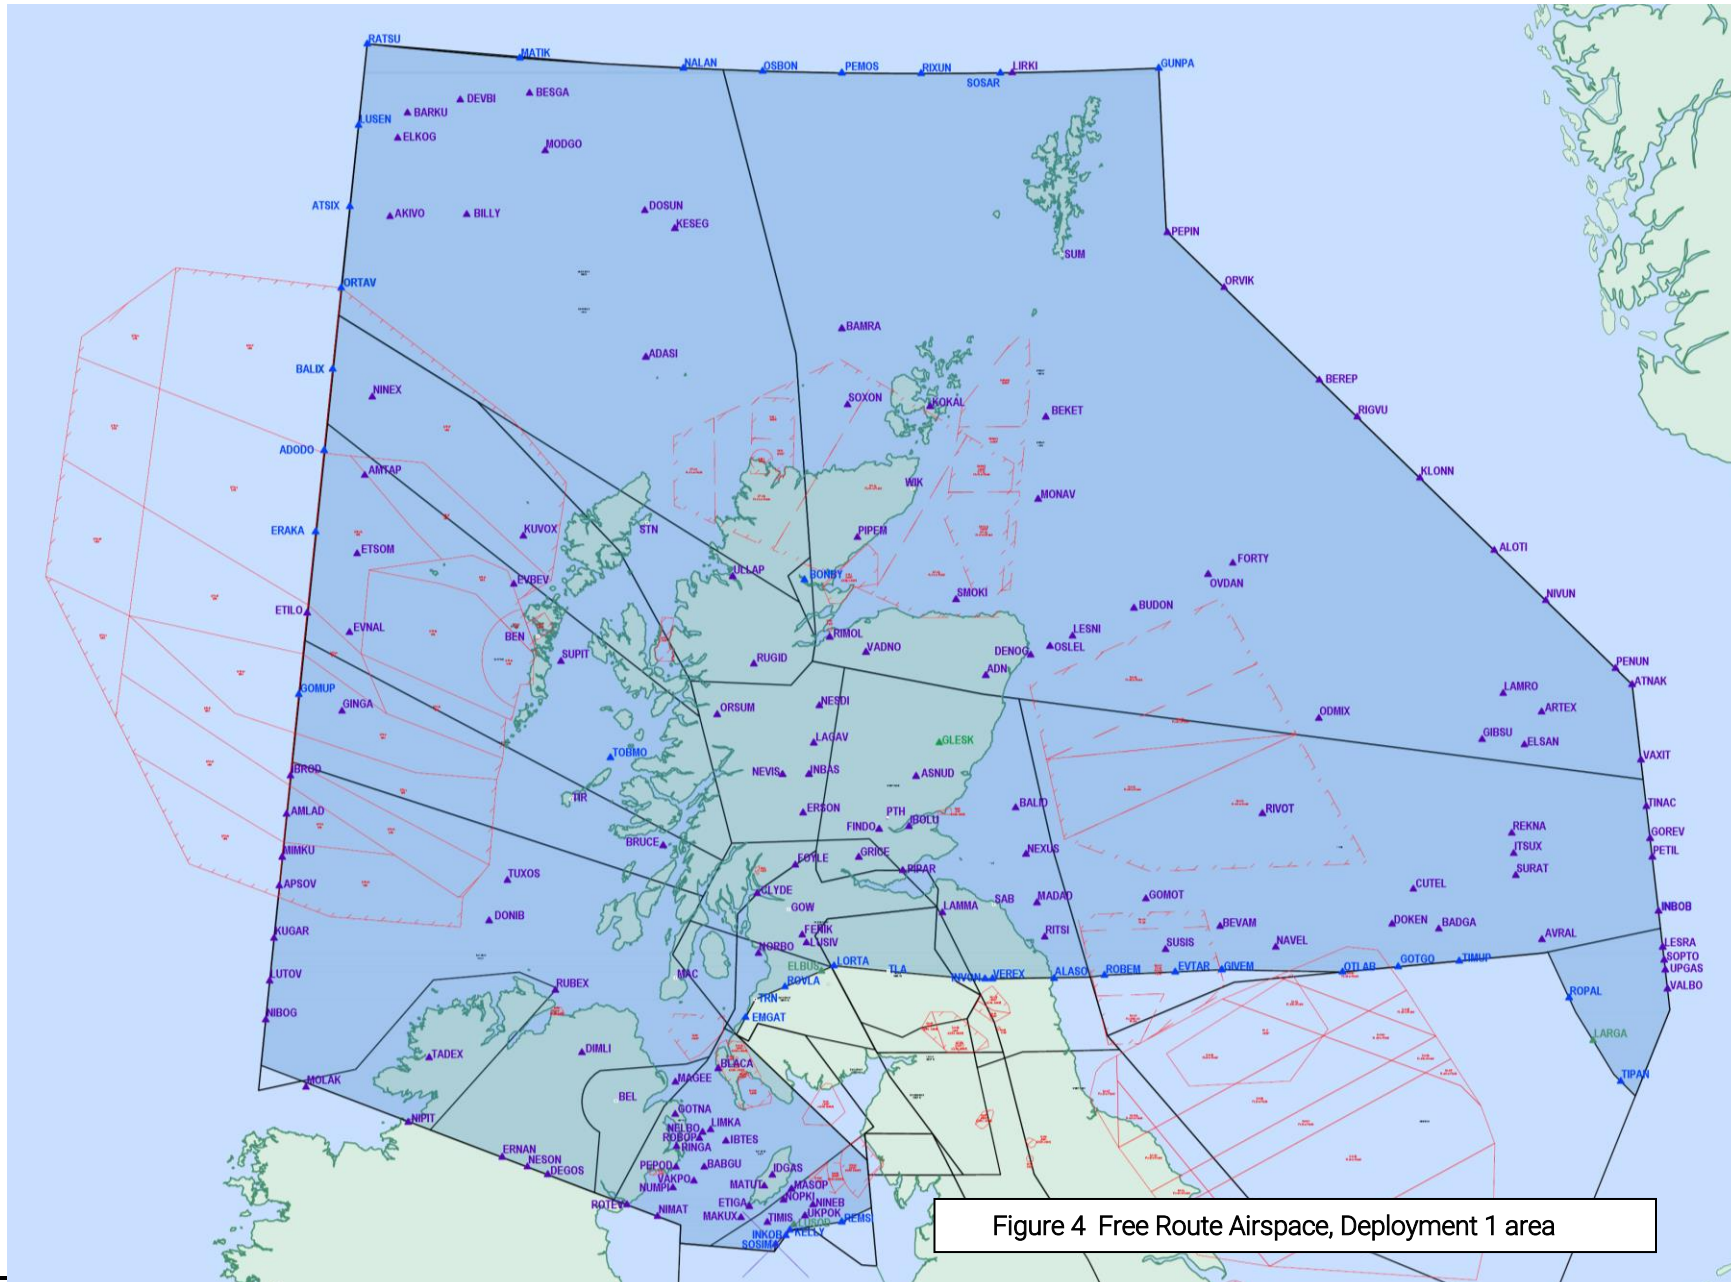 RATSU
MATIK
NALAN
OSBON
PEMOS
RIXUN
SOSAR
LIRKI
GUNPA
BESGA
DEVBI
BARKU
LUSEN
ELKOG
MODGO
ATSIX
AKIVO
BILLY
DOSUN
KESEG
PEPIN
SUM
ORTAV
ORVIK
BAMRA
ADASI
BALIX
BEREP
NINEX
SOXON
KOKAL
BEKET
RIGVU
ADODO
AMTAP
KLONN
WIK
MONAV
ERAKA
KUVOX
STN
PIPEM
ETSOM
ALOTI
FORTY
ULLAP
BONBY
OVDAN
EVBEV
SMOKI
NIVUN
ETILO
BUDON
EVNAL
BEN
RIMOL
LESNI
OSLEL
VADNO
DENOG
SUPIT
RUGID
ADN
PENUN
ATNAK
GOMUP
LAMRO
GINGA
ORSUM
NESDI
ODMIX
ARTEX
LAGAV
GLESK
GIBSU
ELSAN
TOBMO
VAXIT
IBROD
NEVIS
INBAS
ASNUD
TIR
AMLAD
ERSON
PTH
BALID
RIVOT
TINAC
FINDO
IBOLU
REKNA
GOREV
BRUCE
MIMKU
FOYLE
GRICE
NEXUS
ITSUX
PETIL
PIPAR
TUXOS
APSOV
SURAT
CLYDE
CUTEL
GOW
LAMMA
SAB
MADAD
GOMOT
INBOB
DONIB
BEVAM
DOKEN
BADGA
KUGAR
FENIK
LUSIV
RITSI
AVRAL
NORBO
SUSIS
NAVEL
LESRA
SOPTO
ELBUS
LORTA
TLA
GOTGO
TIMUP
UPGAS
LUTOV
MAC
INVON
VEREX
ALASO
ROBEM
EVTAR
GIVEM
OTLAB
RUBEX
ROVLA
VALBO
TRN
ROPAL
NIBOG
EMGAT
LARGA
TADEX
DIMLI
BLACA
MOLAK
MAGEE
TIPAN
BEL
GOTNA
NIPIT
NELBO
LIMKA
ROBOP
IBTES
RINGA
ERNAN
NESON
DEGOS
PEPOD
BABGU
IDGAS
VAKPO
NUMPI
MATUT
MASOP
NOPKI
ROTEV
NIMAT
ETIGA
NINEB
MAKUX
TIMIS
UKPOK
REMSI
LUSOD
INKOB
KELLY
SOSIM
Figure 4 Free Route Airspace, Deployment 1 area